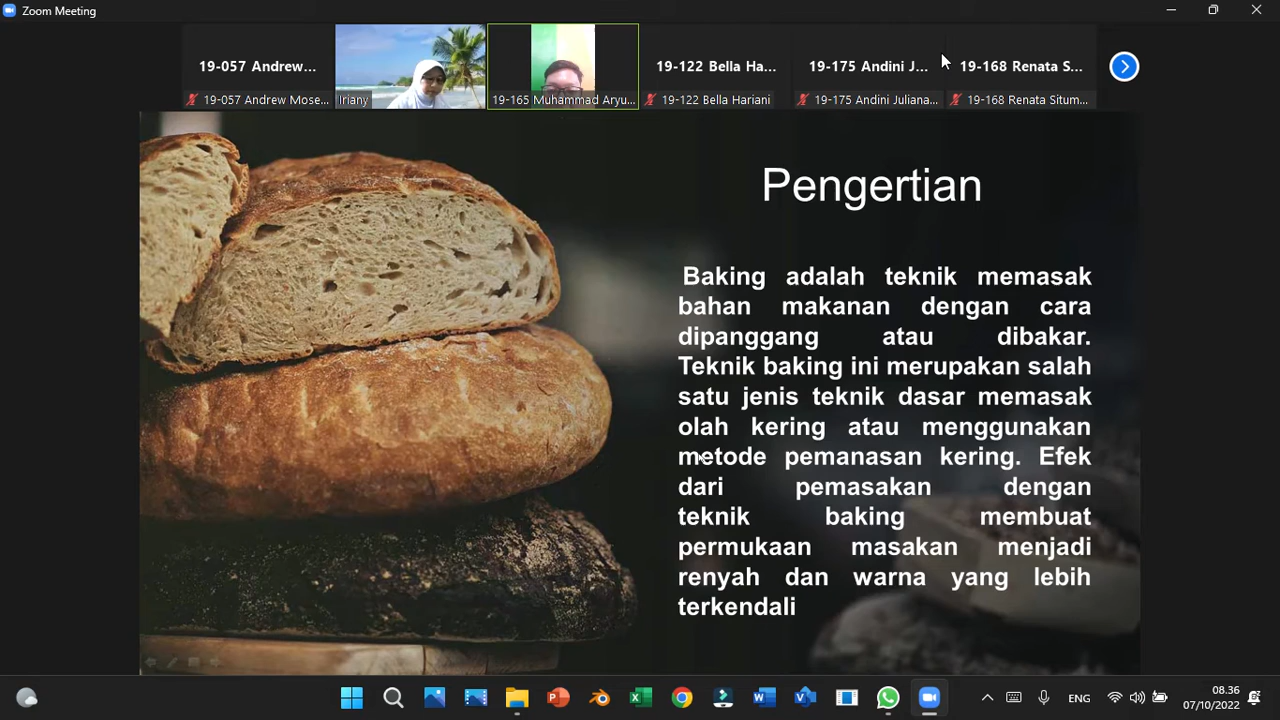 Zoom Meeting
19-057 Andrew...
19-122 Bella Ha...
19-175 Andini J...
19-168 Renata S...
19-057 Andrew Mose...
Iriany
19-165 Muhammad Aryu...
19-122 Bella Hariani
19-175 Andini Juliana...
19-168 Renata Situm...
Pengertian
Baking adalah teknik memasak
bahan makanan dengan cara
dipanggang atau dibakar.
Teknik baking ini merupakan salah
satu jenis teknik dasar memasak
olah kering atau menggunakan
metode pemanasan kering. Efek
dari pemasakan dengan
teknik baking membuat
permukaan masakan menjadi
renyah dan warna yang lebih
terkendali
ENG
08.36
07/10/2022